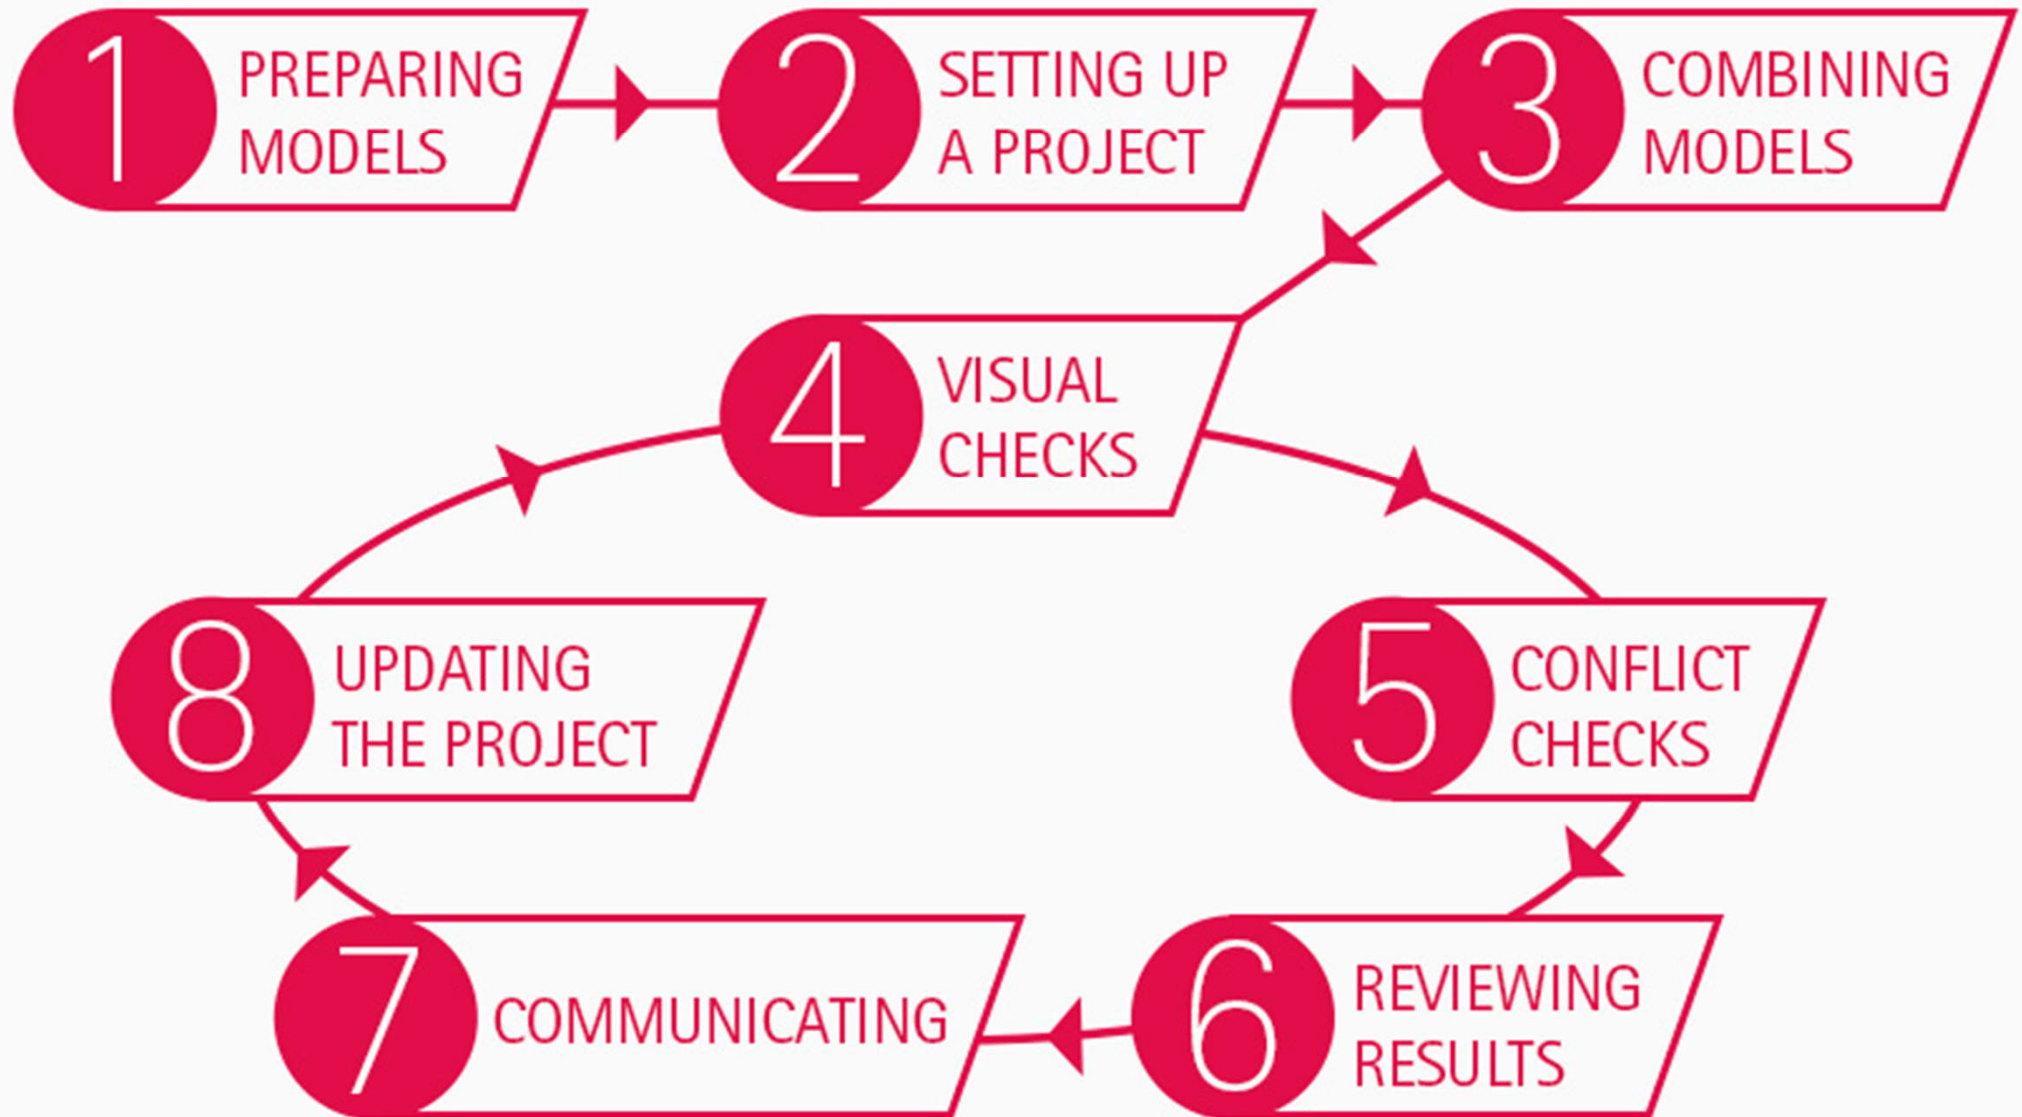 1
PREPARING
MODELS
2
SETTING UP
A PROJECT
3
COMBINING
MODELS
4
VISUAL
CHECKS
5
CONFLICT
CHECKS
6
REVIEWING
RESULTS
7
COMMUNICATING
8
UPDATING
THE PROJECT